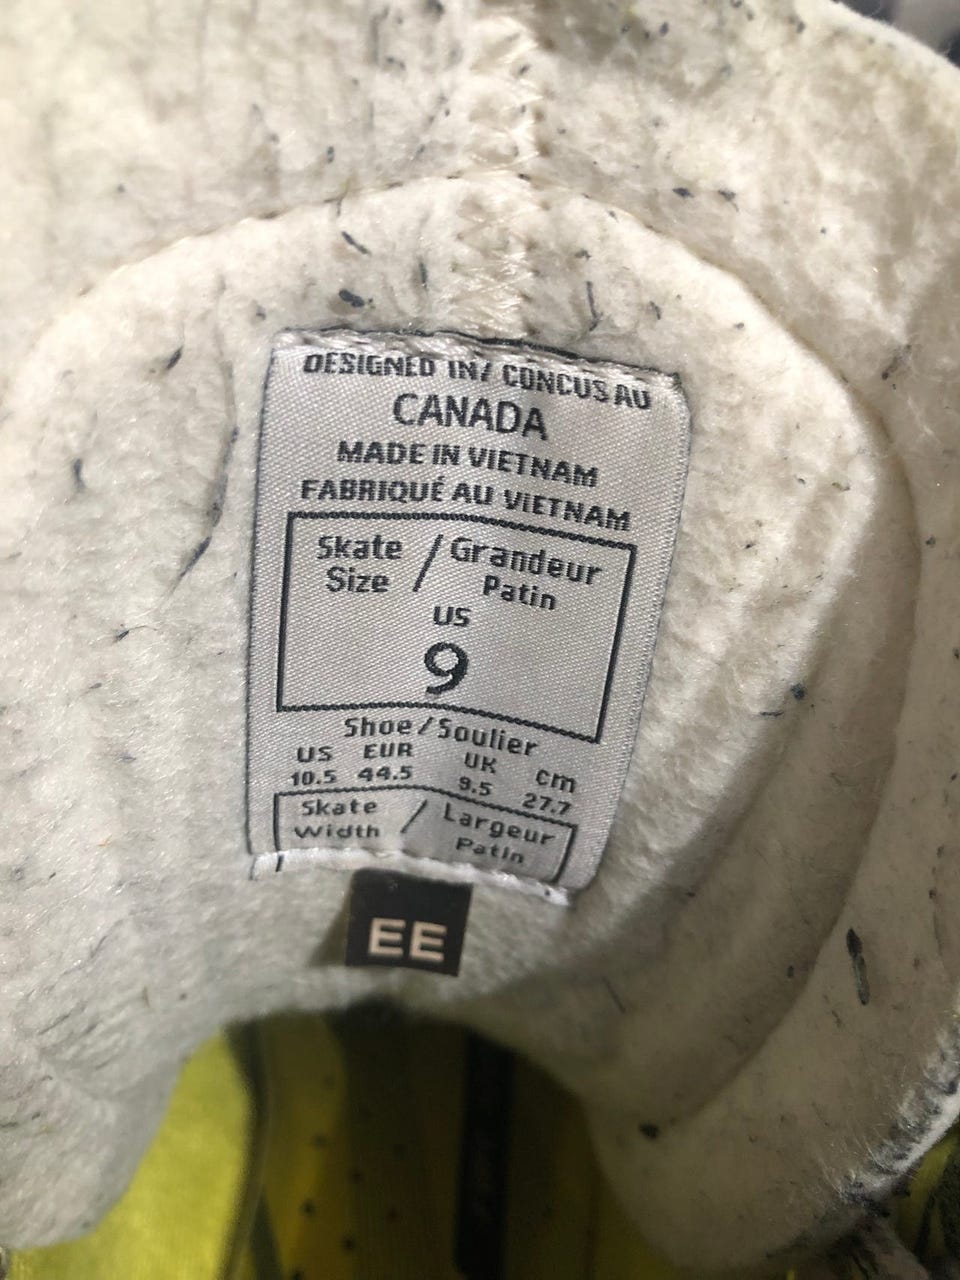 DESIGNED IN/ CONCUS AU
CANADA
MADE IN VIETNAM
FABRIQUÉ AU VIETNAM
Skate Size / Grandeur Patin
US
9
Shoe/Soulier
US EUR UK cm
10.5 44.5 9.5 27.7
Skate Width / Largeur Patin
EE